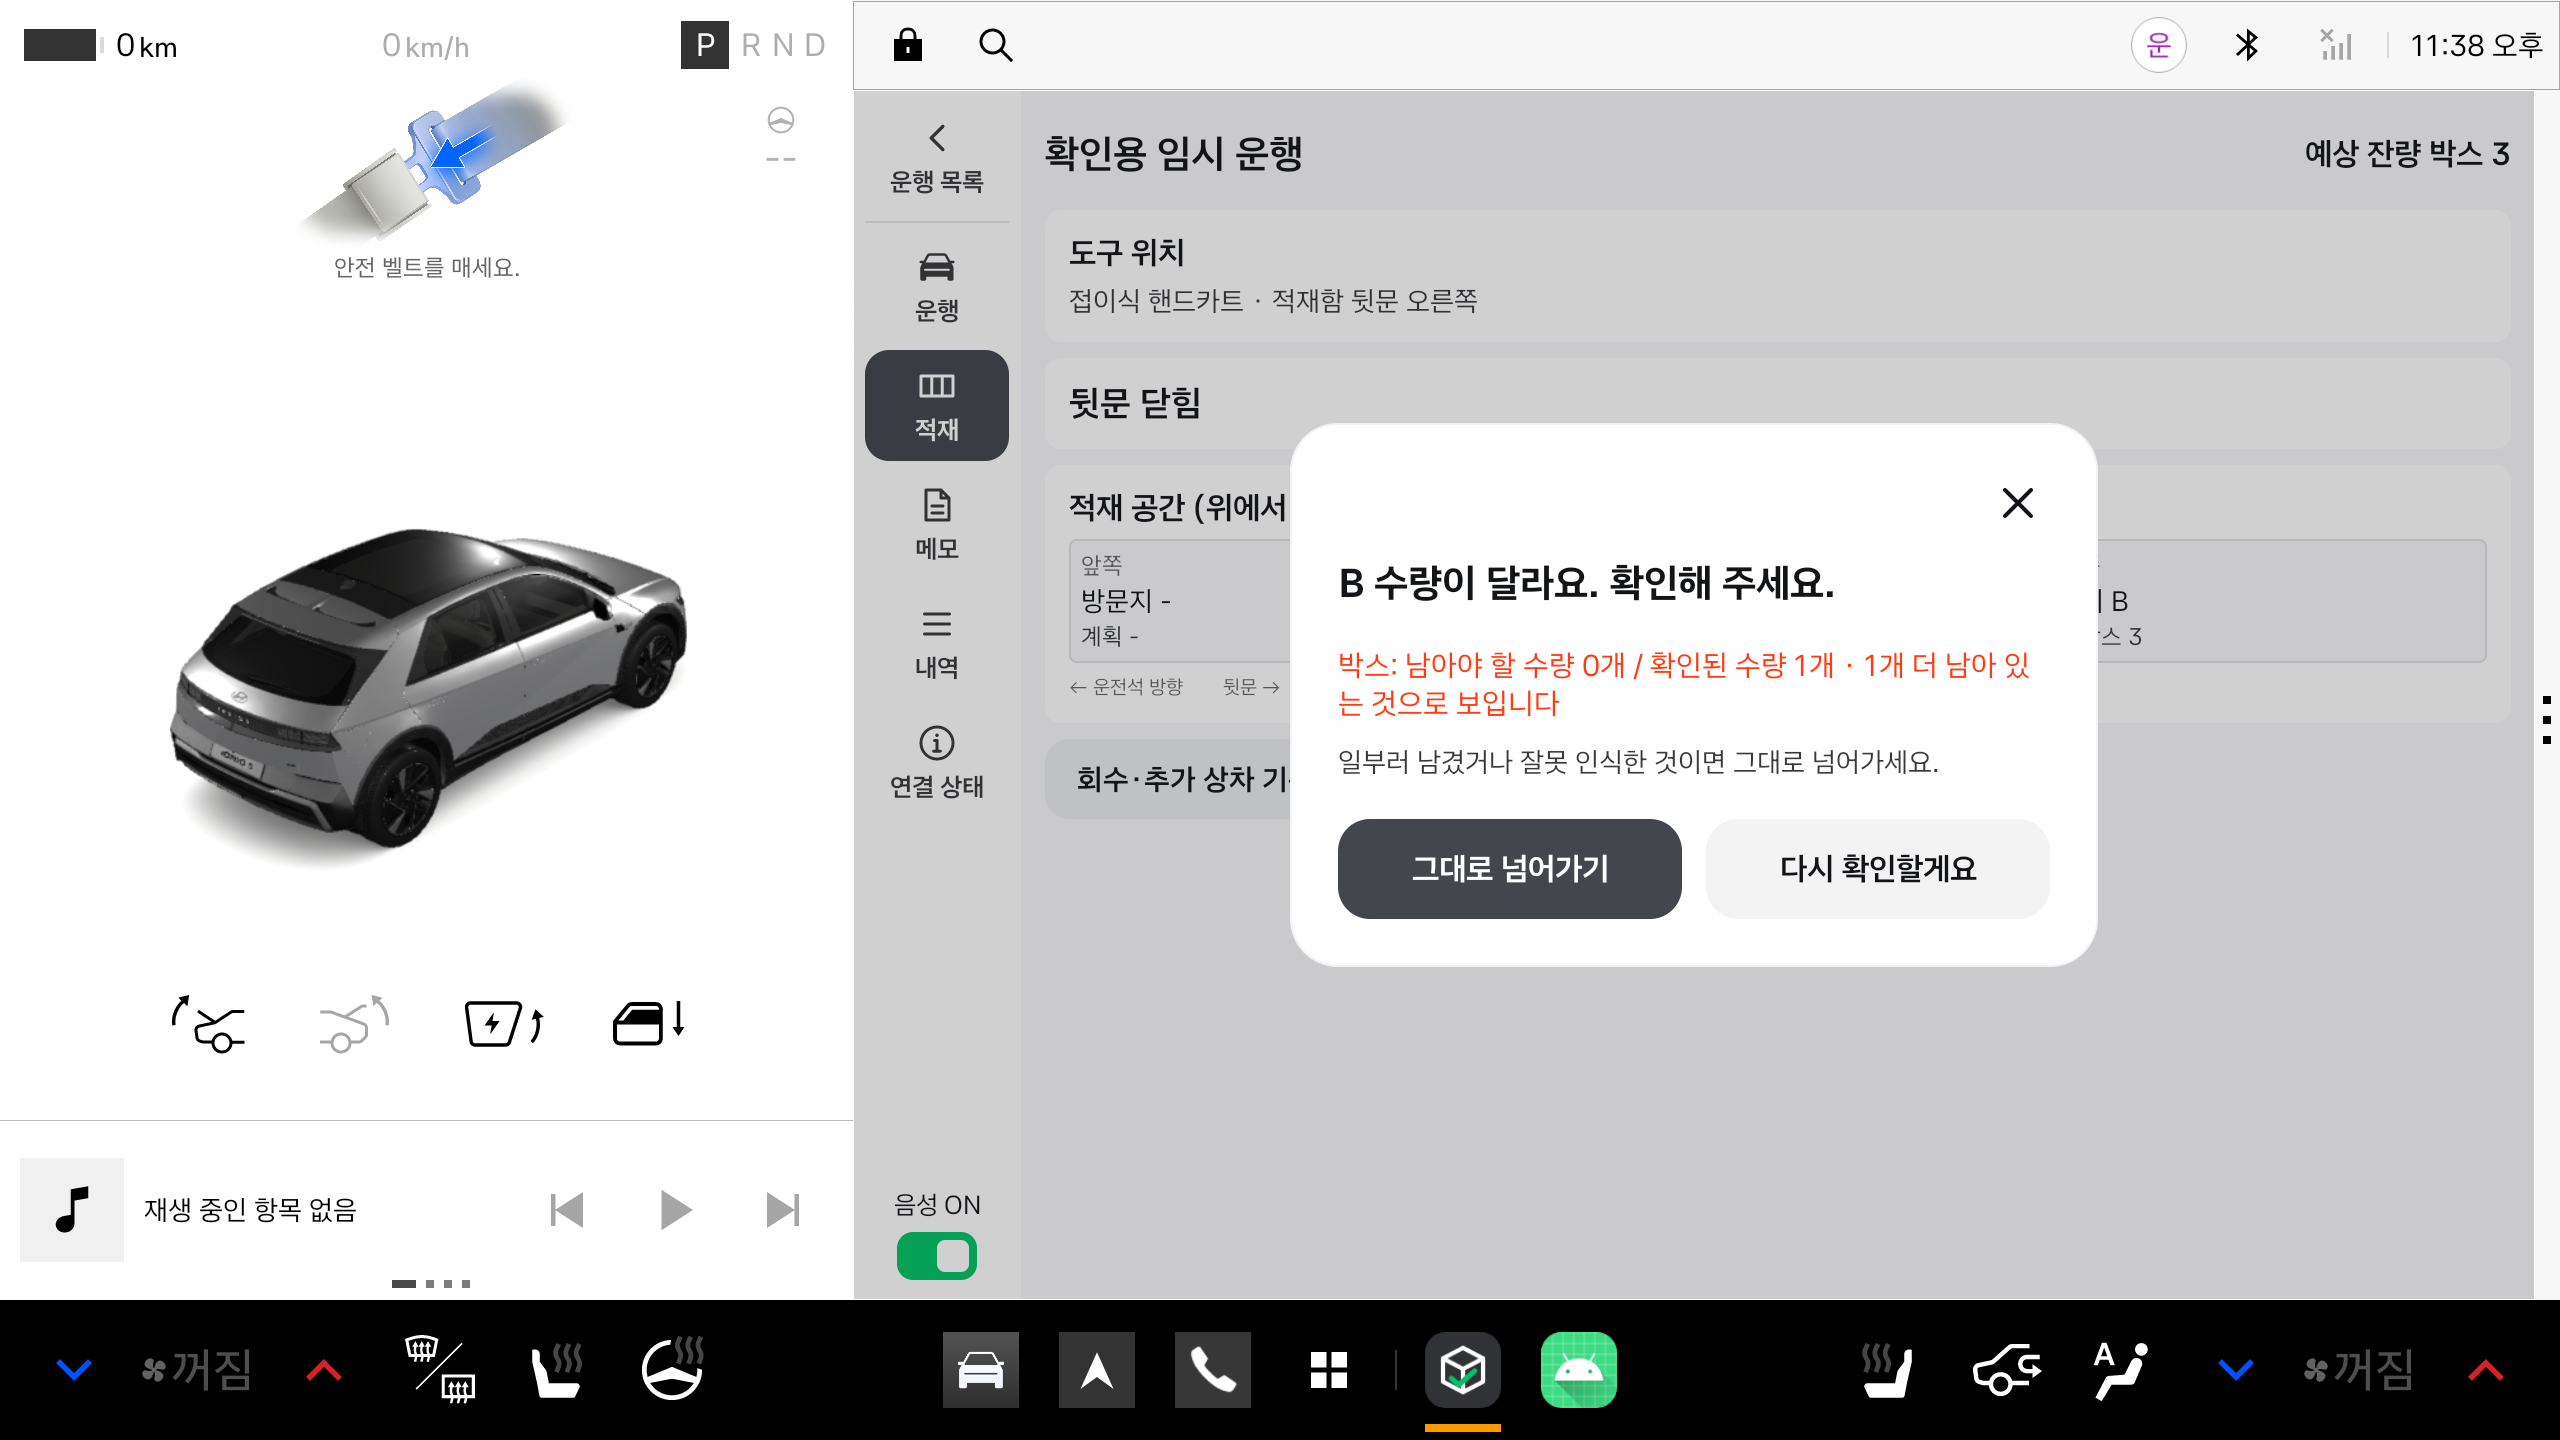 0 km
0 km/h
P R N D
11:38 오후
운
안전 벨트를 매세요.
--
재생 중인 항목 없음
운행 목록
운행
적재
메모
내역
연결 상태
음성 ON
확인용 임시 운행
예상 잔량 박스 3
도구 위치
접이식 핸드카트 · 적재함 뒷문 오른쪽
뒷문 닫힘
적재 공간 (위에서
앞쪽
방문지 -
계획 -
B
스 3
← 운전석 방향 뒷문 →
회수·추가 상차 기
B 수량이 달라요. 확인해 주세요.
박스: 남아야 할 수량 0개 / 확인된 수량 1개 · 1개 더 남아 있
는 것으로 보입니다
일부러 남겼거나 잘못 인식한 것이면 그대로 넘어가세요.
그대로 넘어가기
다시 확인할게요
꺼짐
A
꺼짐